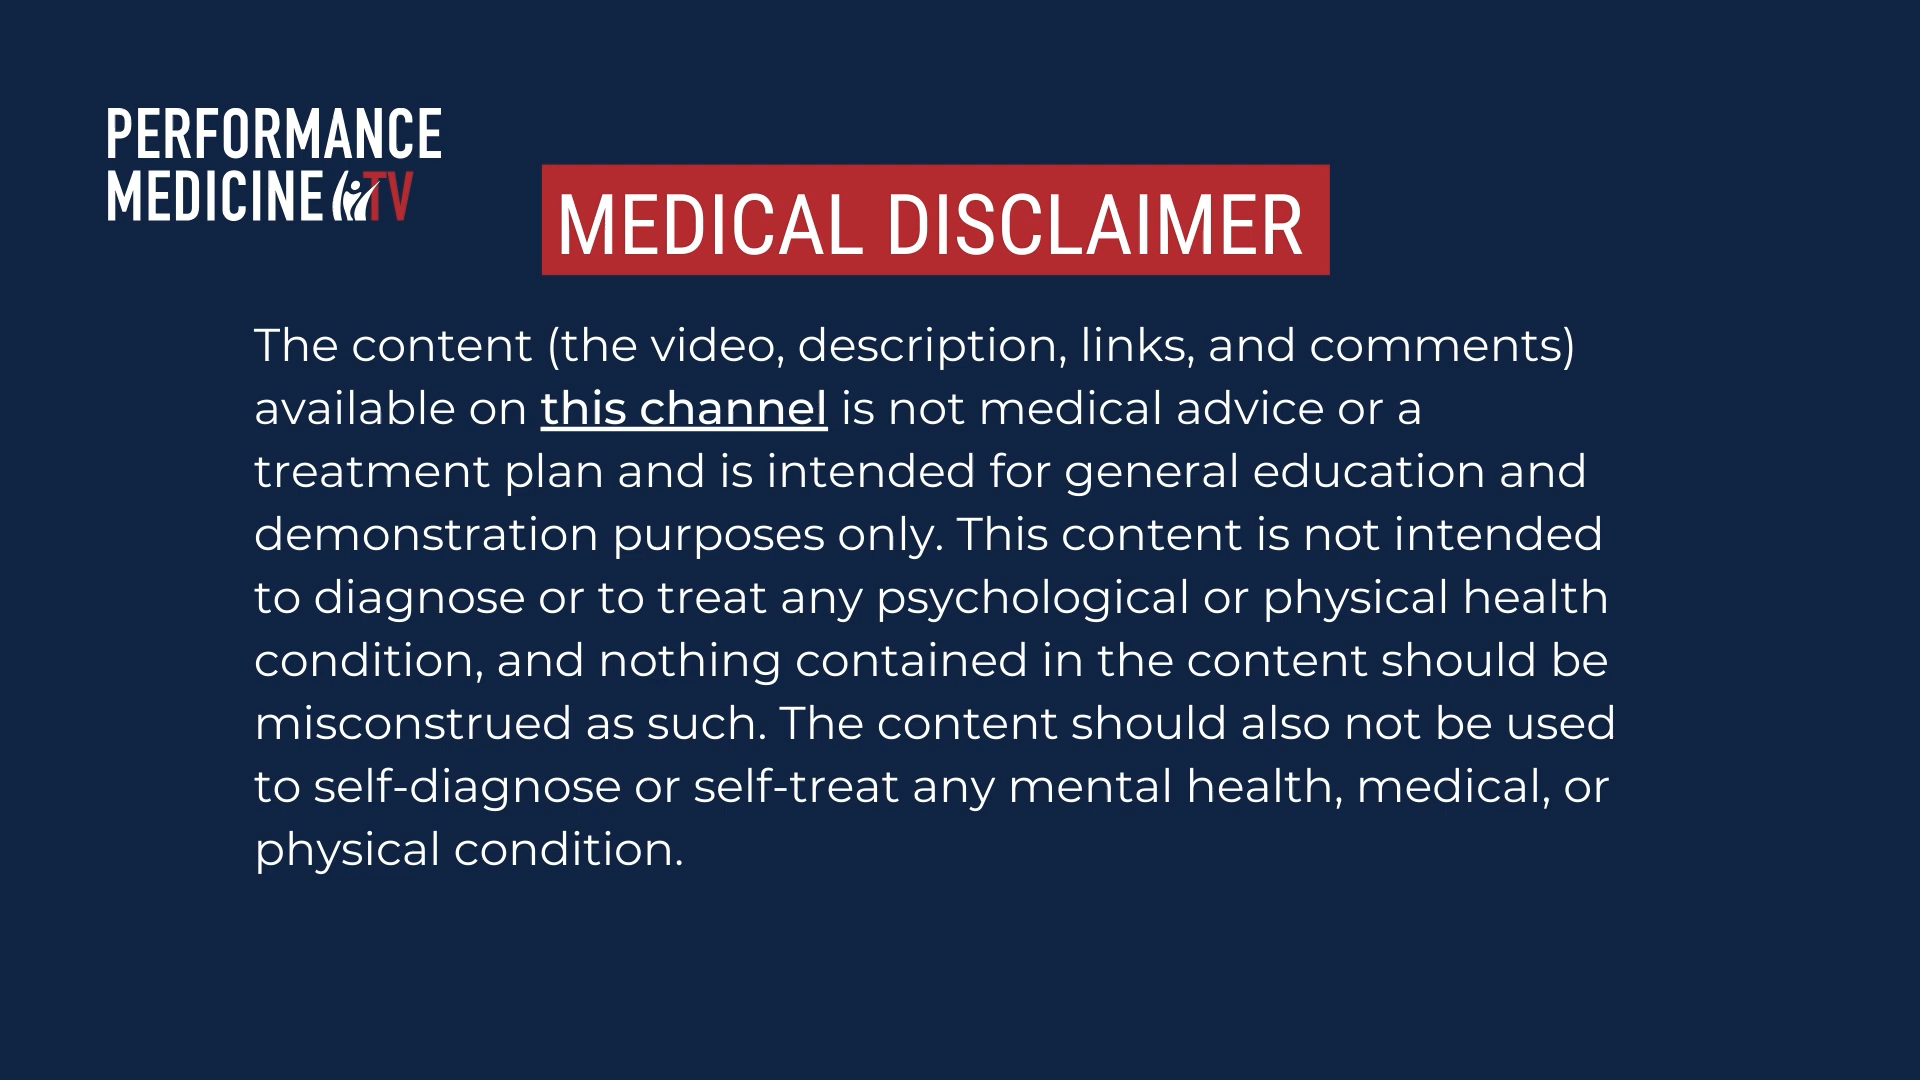 PERFORMANCE
MEDICINE TV
MEDICAL DISCLAIMER
The content (the video, description, links, and comments)
available on this channel is not medical advice or a
treatment plan and is intended for general education and
demonstration purposes only. This content is not intended
to diagnose or to treat any psychological or physical health
condition, and nothing contained in the content should be
misconstrued as such. The content should also not be used
to self-diagnose or self-treat any mental health, medical, or
physical condition.